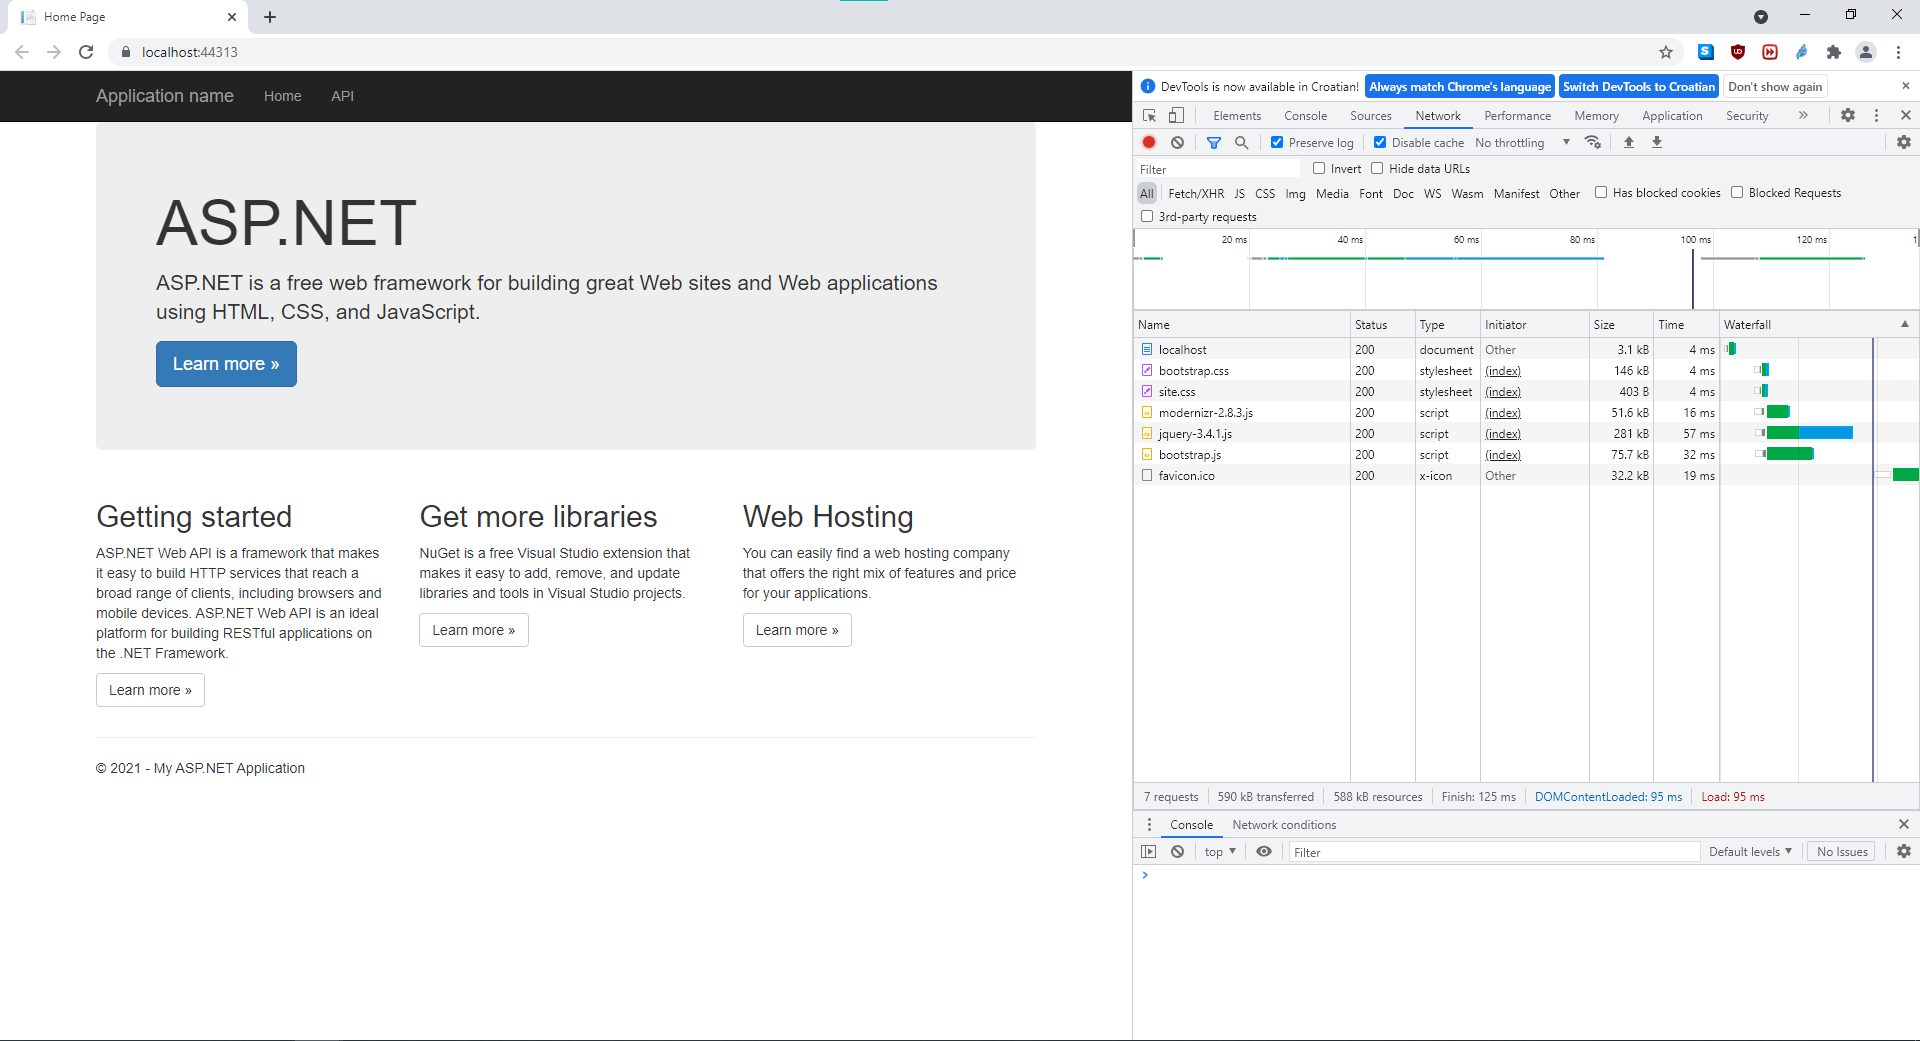 Home Page
localhost:44313
Application name Home API
ASP.NET
ASP.NET is a free web framework for building great Web sites and Web applications
using HTML, CSS, and JavaScript.
Learn more »
Getting started
ASP.NET Web API is a framework that makes
it easy to build HTTP services that reach a
broad range of clients, including browsers and
mobile devices. ASP.NET Web API is an ideal
platform for building RESTful applications on
the .NET Framework.
Learn more »
Get more libraries
NuGet is a free Visual Studio extension that
makes it easy to add, remove, and update
libraries and tools in Visual Studio projects.
Learn more »
Web Hosting
You can easily find a web hosting company
that offers the right mix of features and price
for your applications.
Learn more »
© 2021 - My ASP.NET Application
DevTools is now available in Croatian! Always match Chrome's language Switch DevTools to Croatian Don't show again
Elements Console Sources Network Performance Memory Application Security
Preserve log Disable cache No throttling
Filter Invert Hide data URLs
All Fetch/XHR JS CSS Img Media Font Doc WS Wasm Manifest Other Has blocked cookies Blocked Requests
3rd-party requests
20 ms 40 ms 60 ms 80 ms 100 ms 120 ms 1
Name Status Type Initiator Size Time Waterfall
localhost 200 document Other 3.1 kB 4 ms
bootstrap.css 200 stylesheet (index) 146 kB 4 ms
site.css 200 stylesheet (index) 403 B 4 ms
modernizr-2.8.3.js 200 script (index) 51.6 kB 16 ms
jquery-3.4.1.js 200 script (index) 281 kB 57 ms
bootstrap.js 200 script (index) 75.7 kB 32 ms
favicon.ico 200 x-icon Other 32.2 kB 19 ms
7 requests 590 kB transferred 588 kB resources Finish: 125 ms DOMContentLoaded: 95 ms Load: 95 ms
Console Network conditions
top Filter Default levels No Issues